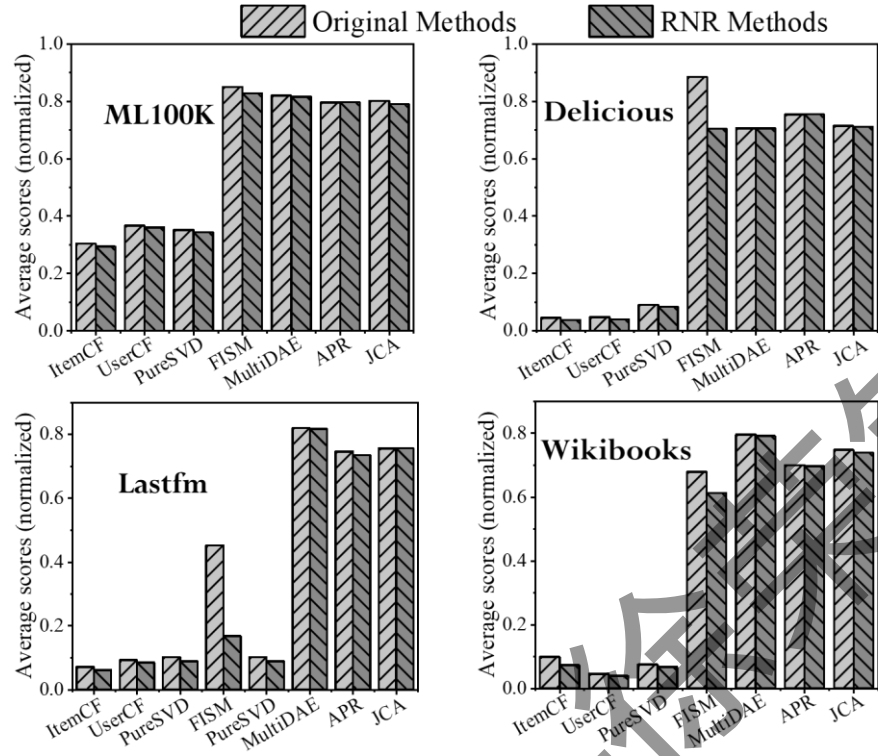 Original Methods RNR Methods
Average scores (normalized)
1.0
0.8
0.6
0.4
0.2
0.0
ML100K
ItemCF UserCF PureSVD FISM MultiDAE APR JCA
Average scores (normalized)
1.0
0.8
0.6
0.4
0.2
0.0
Delicious
ItemCF UserCF PureSVD FISM MultiDAE APR JCA
Average scores (normalized)
0.8
0.6
0.4
0.2
0.0
Lastfm
ItemCF UserCF PureSVD FISM PureSVD MultiDAE APR JCA
Average scores (normalized)
0.8
0.6
0.4
0.2
0.0
Wikibooks
ItemCF UserCF PureSVD FISM MultiDAE APR JCA